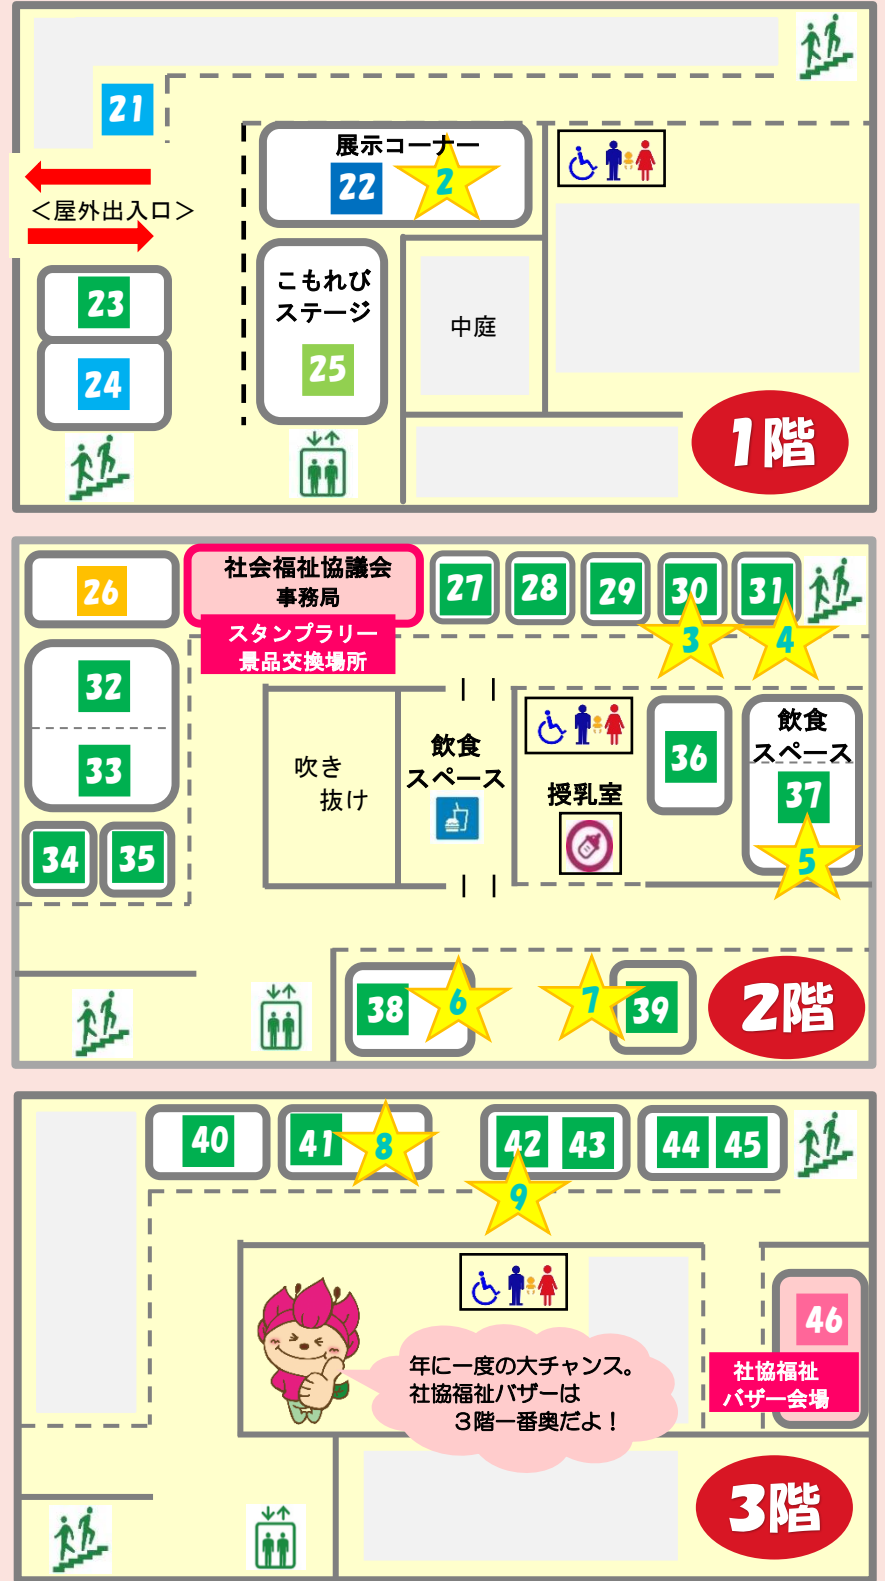 21
展示コーナー
22
2
＜屋外出入口＞
23
24
こもれび
ステージ
25
中庭
1階
26
社会福祉協議会
事務局
スタンプラリー
景品交換場所
27
28
29
30
31
3
4
32
33
34
35
吹き
抜け
飲食
スペース
授乳室
36
飲食
スペース
37
5
38
6
7
39
2階
40
41
8
42
43
9
44
45
46
社協福祉
バザー会場
年に一度の大チャンス。
社協福祉バザーは
３階一番奥だよ！
3階